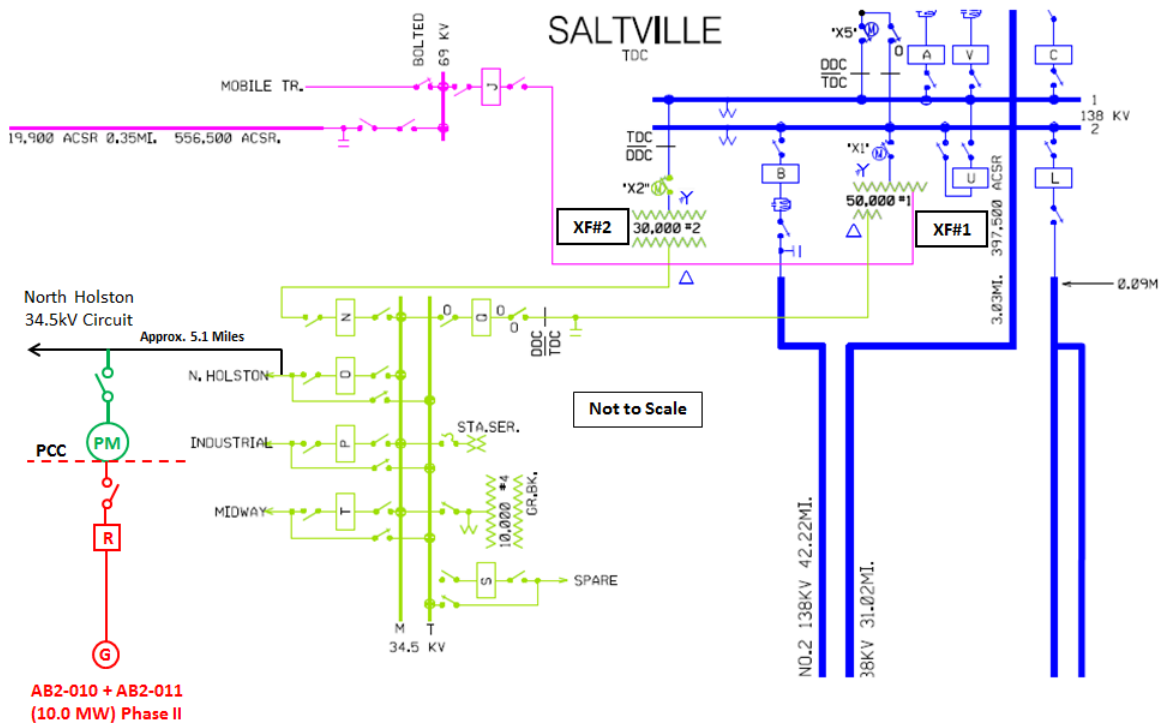 SALTVILLE
TDC
BOLTED
69 KV
MOBILE TR.
J
19,900 ACSR 0.35MI. 556,500 ACSR.
"X5"
M
O
A
V
C
DDC
TDC
1
138 KV
2
TDC
DDC
"X1"
M
Y
B
U
L
"X2"
M
Y
50,000 #1
XF#2
30,000 #2
XF#1
397,500 ACSR
3.03MI.
0.09M
North Holston
34.5kV Circuit
Approx. 5.1 Miles
N
O
Q
O
O
DDC
TDC
N. HOLSTON
O
Not to Scale
PM
PCC
INDUSTRIAL
P
STA.SER.
MIDWAY
T
10,000 #4
GR.BK.
R
S
SPARE
M T
34.5 KV
NO.2 138KV 42.22MI.
38KV 31.02MI.
G
AB2-010 + AB2-011
(10.0 MW) Phase II